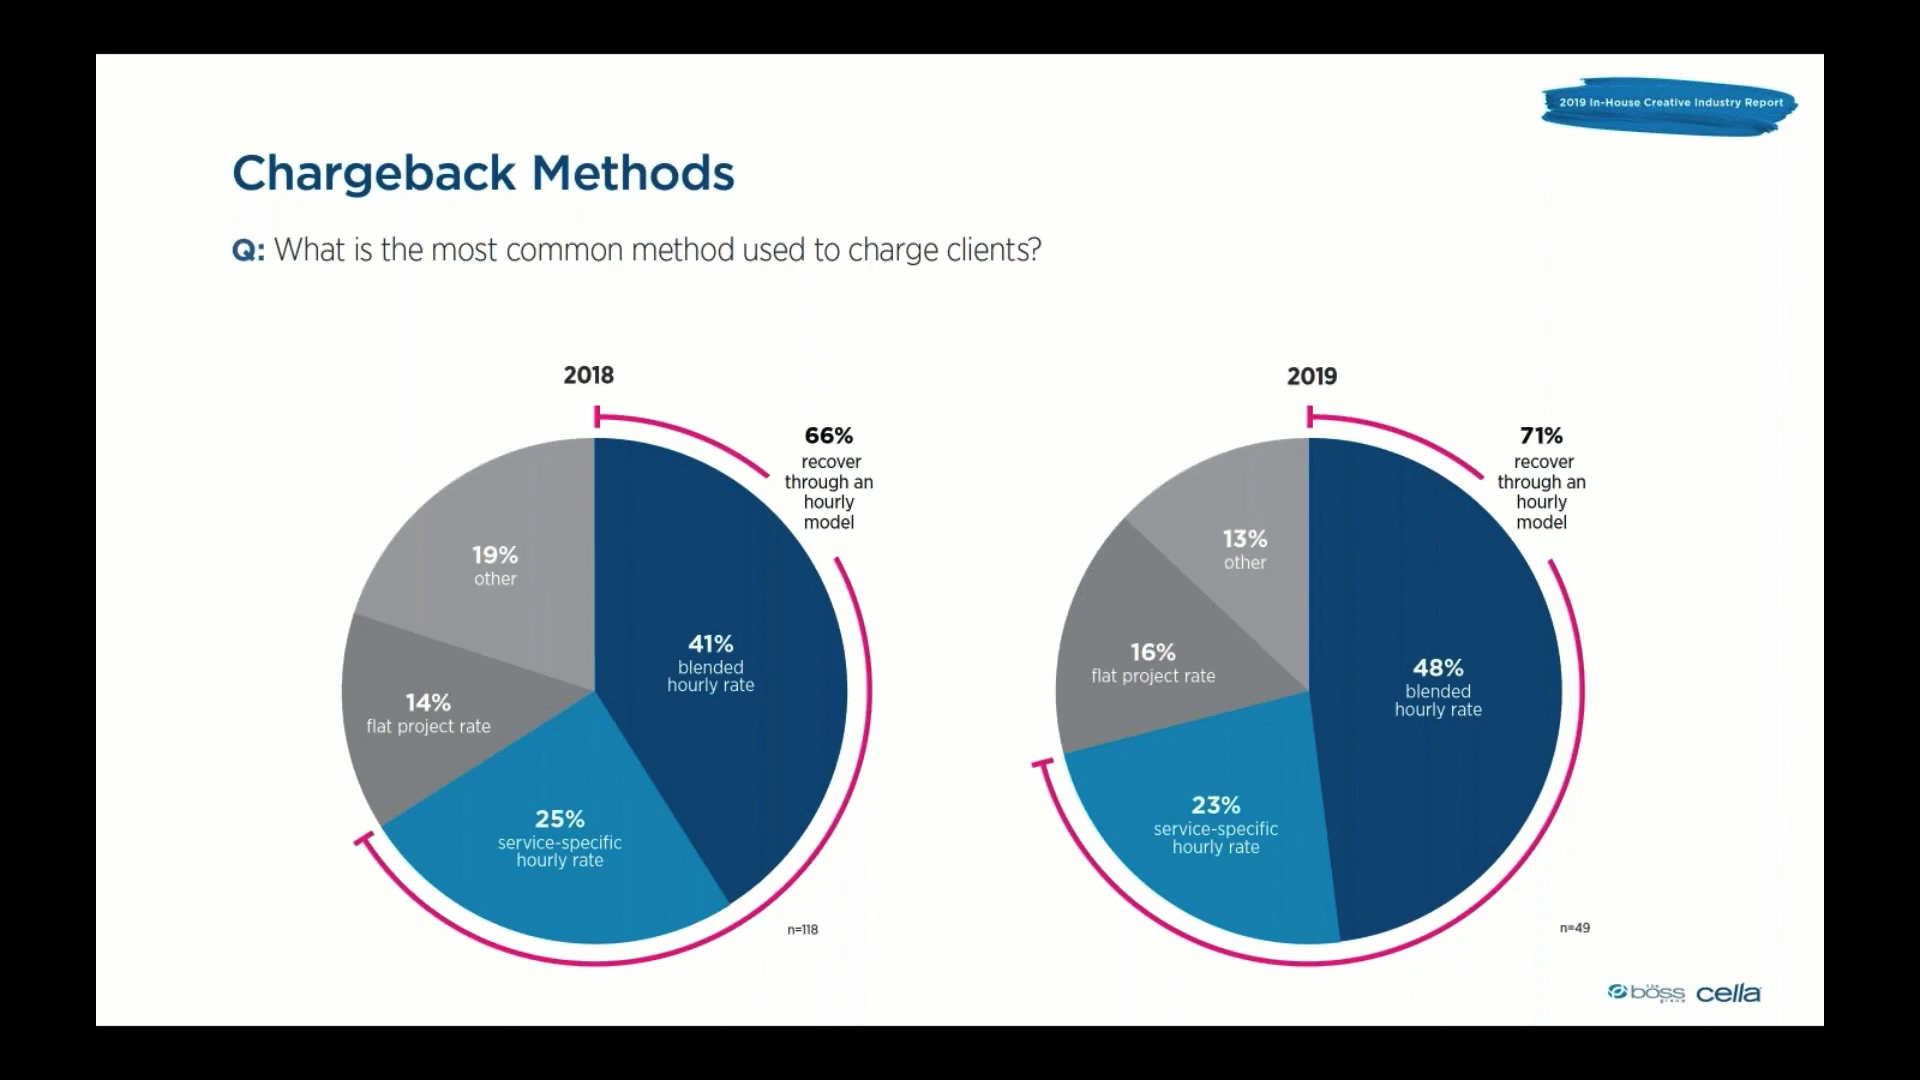 2019 In-House Creative Industry Report
Chargeback Methods
Q: What is the most common method used to charge clients?
2018
66%
recover
through an
hourly
model
19%
other
41%
blended
hourly rate
14%
flat project rate
25%
service-specific
hourly rate
n=118
2019
71%
recover
through an
hourly
model
13%
other
16%
flat project rate
48%
blended
hourly rate
23%
service-specific
hourly rate
n=49
the
böss
group
cella